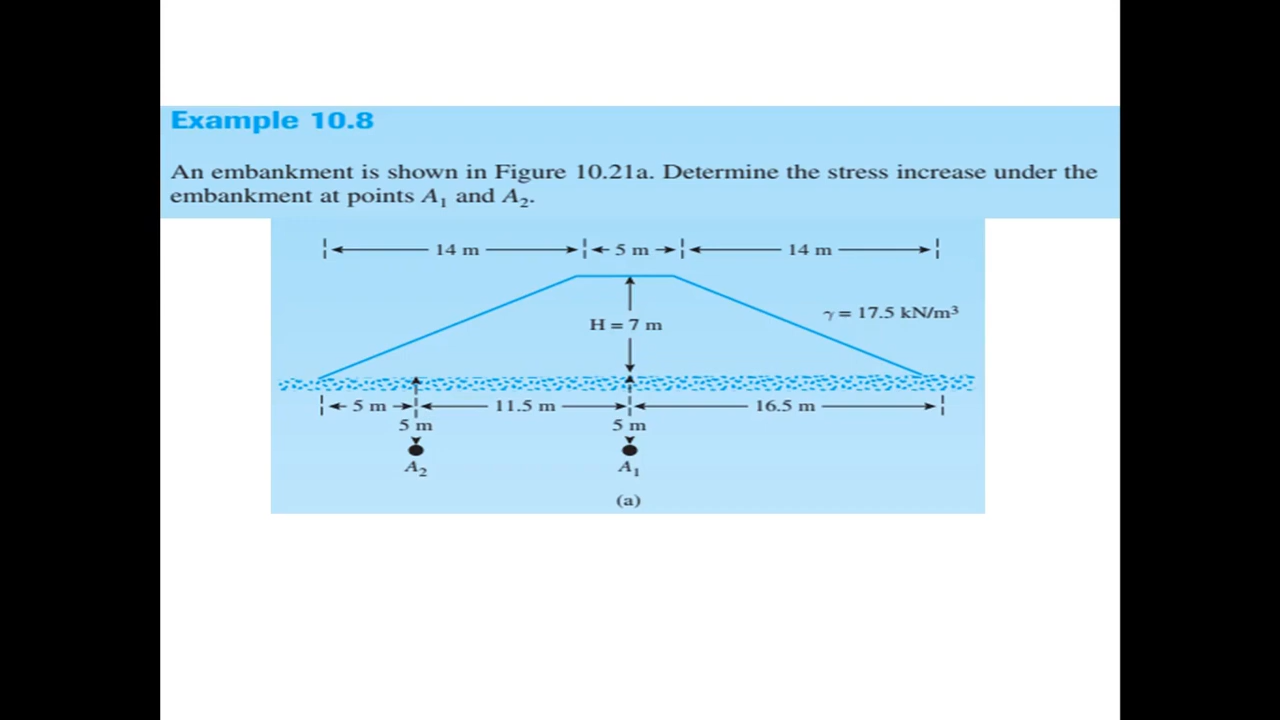 Example 10.8
An embankment is shown in Figure 10.21a. Determine the stress increase under the
embankment at points A₁ and A₂.
14 m 5 m 14 m
γ = 17.5 kN/m³
H = 7 m
5 m 11.5 m 16.5 m
5 m 5 m
A₂ A₁
(a)